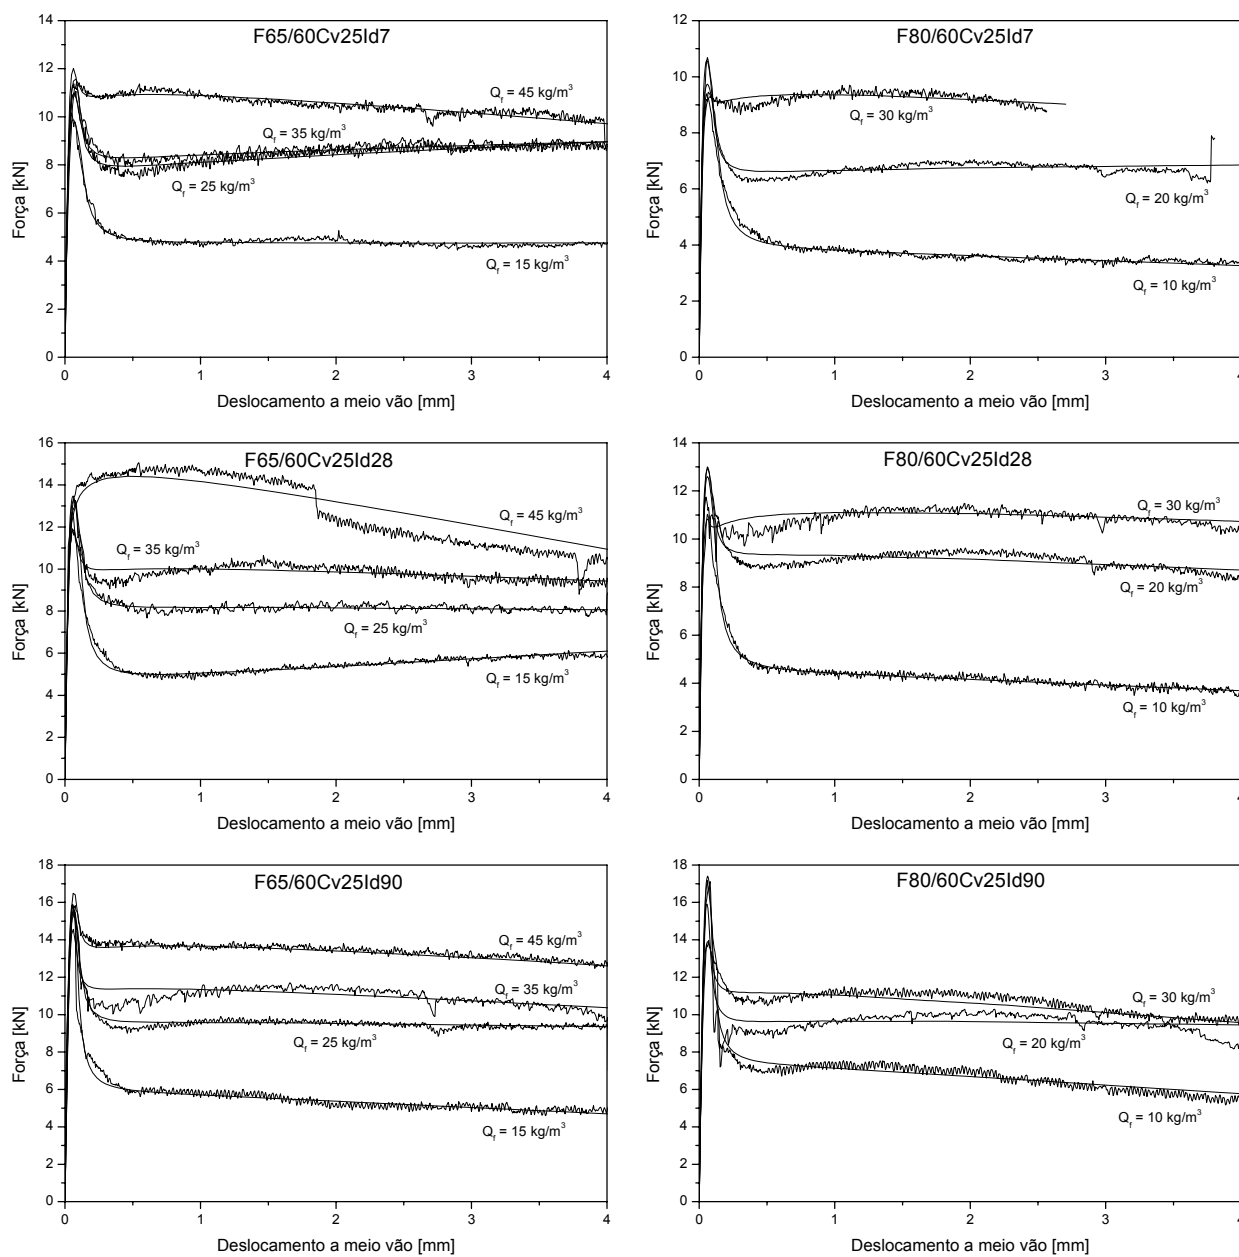 F65/60Cv25Id7
14
12
10
8
6
4
2
0
Força [kN]
Q_f = 45 kg/m³
Q_f = 35 kg/m³
Q_f = 25 kg/m³
Q_f = 15 kg/m³
0 1 2 3 4
Deslocamento a meio vão [mm]
F80/60Cv25Id7
12
10
8
6
4
2
0
Força [kN]
Q_f = 30 kg/m³
Q_f = 20 kg/m³
Q_f = 10 kg/m³
0 1 2 3 4
Deslocamento a meio vão [mm]
F65/60Cv25Id28
16
14
12
10
8
6
4
2
0
Força [kN]
Q_f = 45 kg/m³
Q_f = 35 kg/m³
Q_f = 25 kg/m³
Q_f = 15 kg/m³
0 1 2 3 4
Deslocamento a meio vão [mm]
F80/60Cv25Id28
14
12
10
8
6
4
2
0
Força [kN]
Q_f = 30 kg/m³
Q_f = 20 kg/m³
Q_f = 10 kg/m³
0 1 2 3 4
Deslocamento a meio vão [mm]
F65/60Cv25Id90
18
16
14
12
10
8
6
4
2
0
Força [kN]
Q_f = 45 kg/m³
Q_f = 35 kg/m³
Q_f = 25 kg/m³
Q_f = 15 kg/m³
0 1 2 3 4
Deslocamento a meio vão [mm]
F80/60Cv25Id90
18
16
14
12
10
8
6
4
2
0
Força [kN]
Q_f = 30 kg/m³
Q_f = 20 kg/m³
Q_f = 10 kg/m³
0 1 2 3 4
Deslocamento a meio vão [mm]